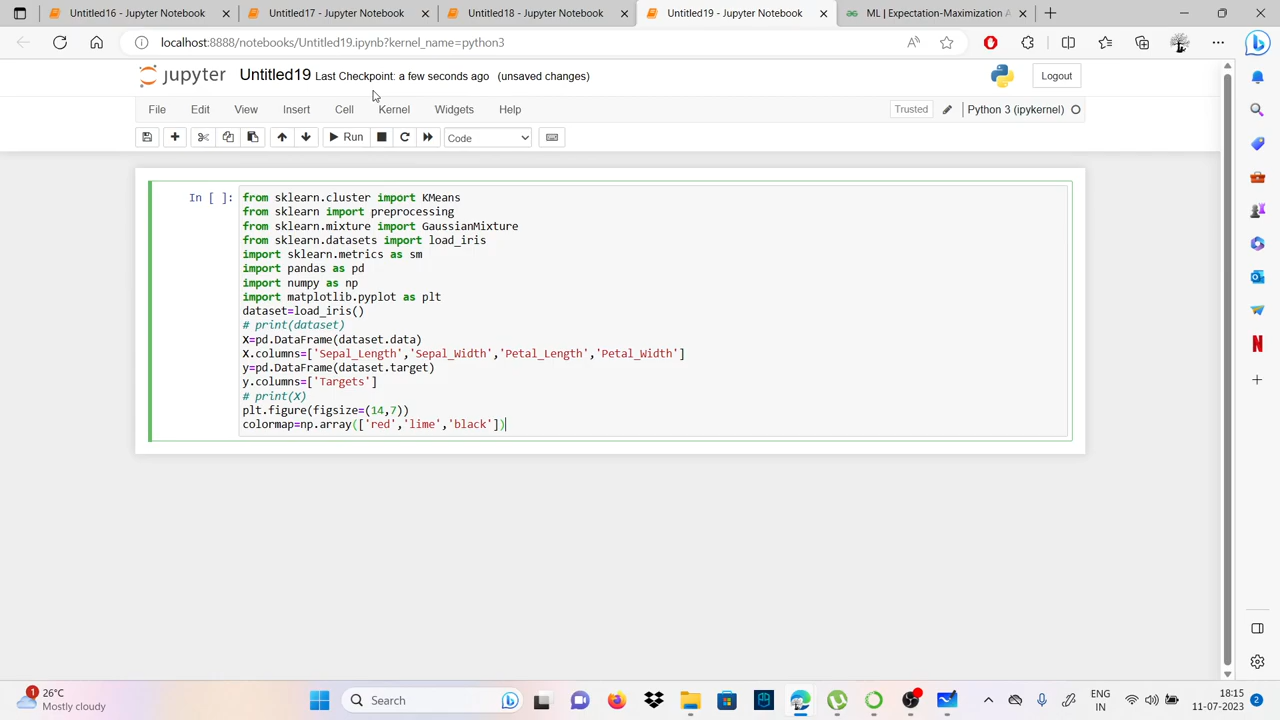 Untitled16 - Jupyter Notebook
Untitled17 - Jupyter Notebook
Untitled18 - Jupyter Notebook
Untitled19 - Jupyter Notebook
ML | Expectation-Maximization A
localhost:8888/notebooks/Untitled19.ipynb?kernel_name=python3
jupyter Untitled19 Last Checkpoint: a few seconds ago (unsaved changes)
Logout
File Edit View Insert Cell Kernel Widgets Help
Trusted
Python 3 (ipykernel)
Run
Code
In [ ]:
from sklearn.cluster import KMeans
from sklearn import preprocessing
from sklearn.mixture import GaussianMixture
from sklearn.datasets import load_iris
import sklearn.metrics as sm
import pandas as pd
import numpy as np
import matplotlib.pyplot as plt
dataset=load_iris()
# print(dataset)
X=pd.DataFrame(dataset.data)
X.columns=['Sepal_Length','Sepal_Width','Petal_Length','Petal_Width']
y=pd.DataFrame(dataset.target)
y.columns=['Targets']
# print(X)
plt.figure(figsize=(14,7))
colormap=np.array(['red','lime','black'])
1
26°C
Mostly cloudy
Search
ENG
IN
18:15
11-07-2023
2